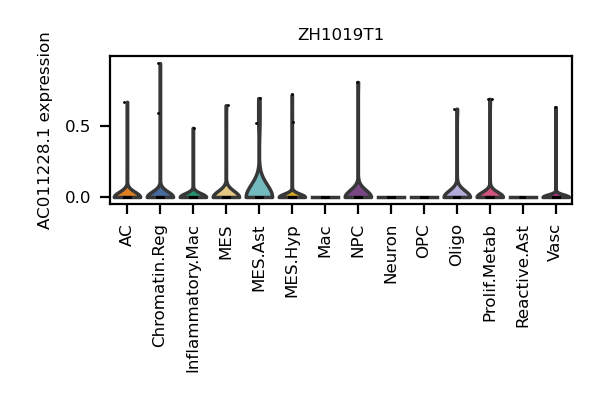 ZH1019T1
AC011228.1 expression
0.5
0.0
AC
Chromatin.Reg
Inflammatory.Mac
MES
MES.Ast
MES.Hyp
Mac
NPC
Neuron
OPC
Oligo
Prolif.Metab
Reactive.Ast
Vasc